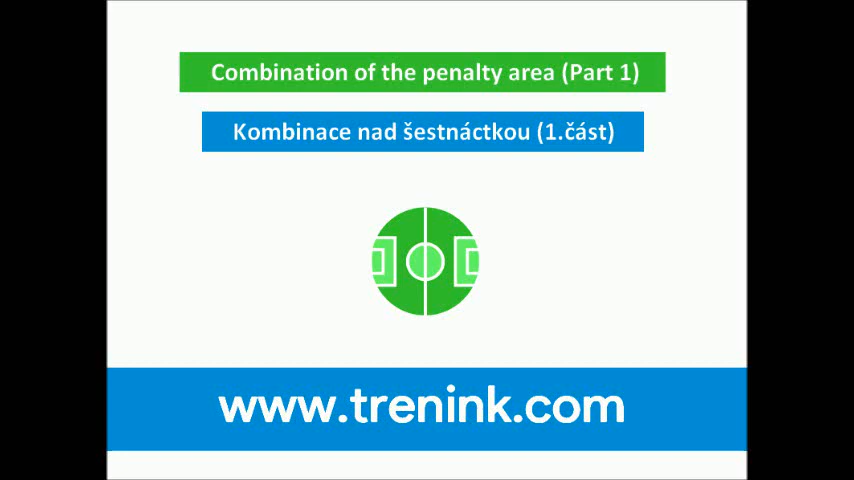 Combination of the penalty area (Part 1)
Kombinace nad šestnáctkou (1.část)
www.trenink.com